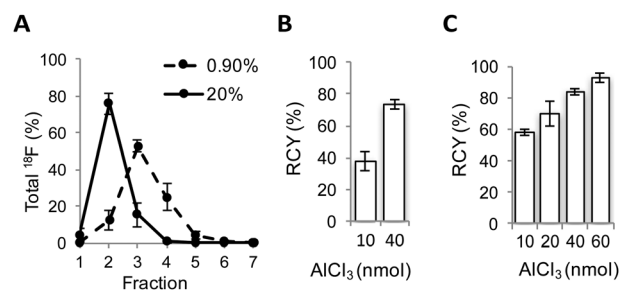 A
Total ¹⁸F (%)
100
80
60
40
20
0
0.90%
20%
1 2 3 4 5 6 7
Fraction
B
RCY (%)
100
80
60
40
20
0
10 40
AlCl₃ (nmol)
C
RCY (%)
100
80
60
40
20
0
10 20 40 60
AlCl₃ (nmol)